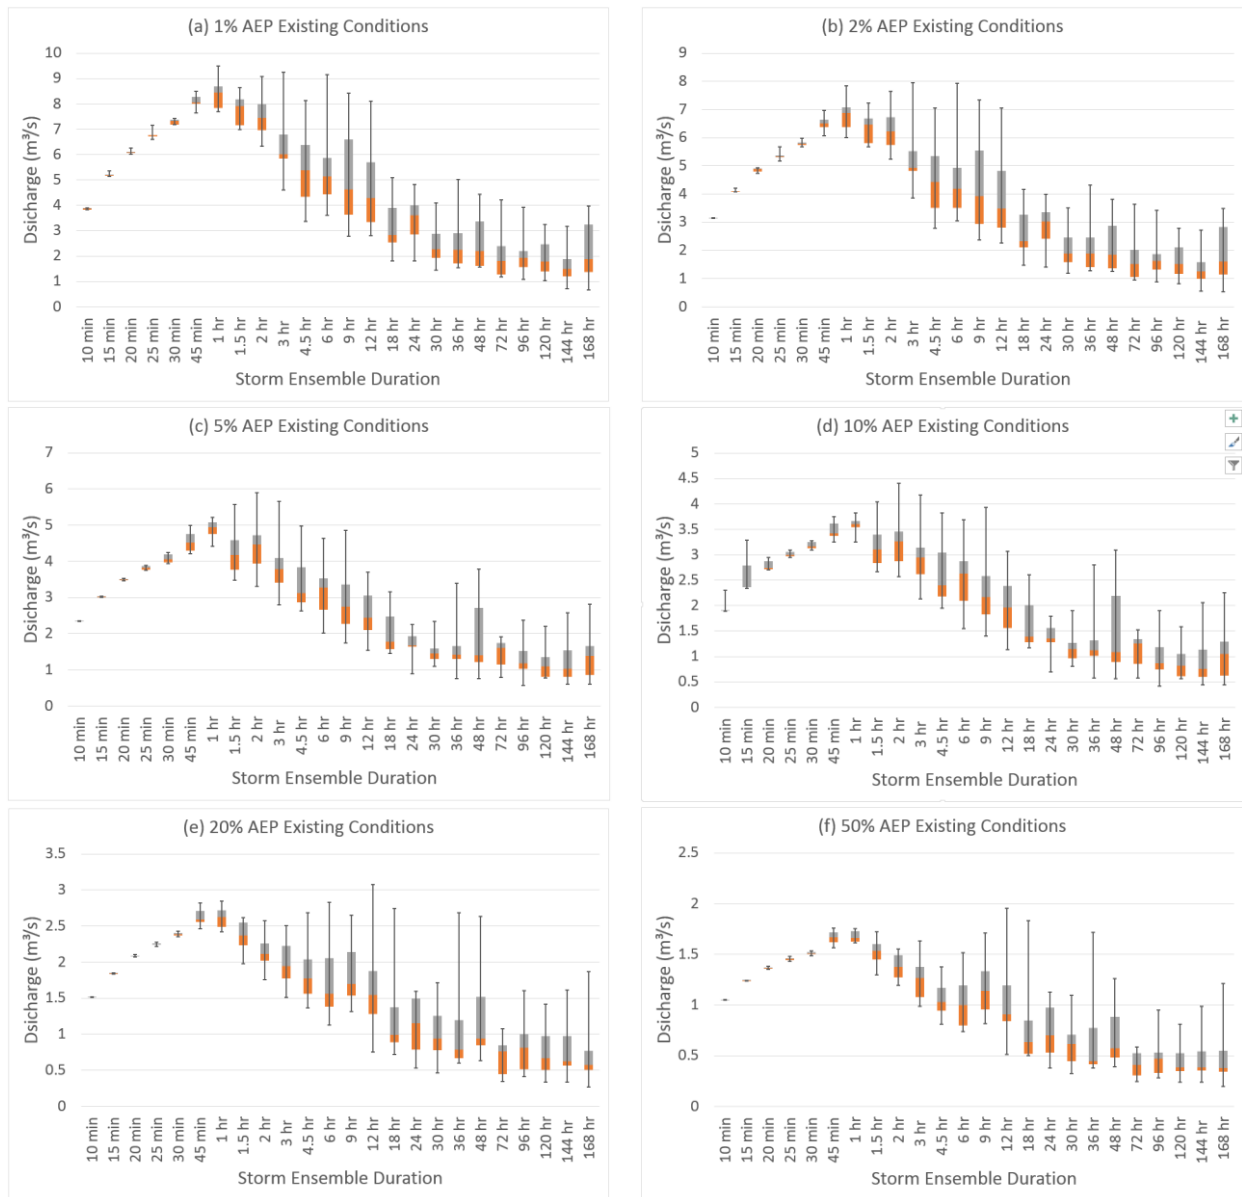 (a) 1% AEP Existing Conditions
10
9
8
7
6
5
4
3
2
1
0
Dsicharge (m³/s)
10 min
15 min
20 min
25 min
30 min
45 min
1 hr
1.5 hr
2 hr
3 hr
4.5 hr
6 hr
9 hr
12 hr
18 hr
24 hr
30 hr
36 hr
48 hr
72 hr
96 hr
120 hr
144 hr
168 hr
Storm Ensemble Duration
(b) 2% AEP Existing Conditions
9
8
7
6
5
4
3
2
1
0
Dsicharge (m³/s)
10 min
15 min
20 min
25 min
30 min
45 min
1 hr
1.5 hr
2 hr
3 hr
4.5 hr
6 hr
9 hr
12 hr
18 hr
24 hr
30 hr
36 hr
48 hr
72 hr
96 hr
120 hr
144 hr
168 hr
Storm Ensemble Duration
(c) 5% AEP Existing Conditions
7
6
5
4
3
2
1
0
Dsicharge (m³/s)
10 min
15 min
20 min
25 min
30 min
45 min
1 hr
1.5 hr
2 hr
3 hr
4.5 hr
6 hr
9 hr
12 hr
18 hr
24 hr
30 hr
36 hr
48 hr
72 hr
96 hr
120 hr
144 hr
168 hr
Storm Ensemble Duration
(d) 10% AEP Existing Conditions
5
4.5
4
3.5
3
2.5
2
1.5
1
0.5
0
Dsicharge (m³/s)
10 min
15 min
20 min
25 min
30 min
45 min
1 hr
1.5 hr
2 hr
3 hr
4.5 hr
6 hr
9 hr
12 hr
18 hr
24 hr
30 hr
36 hr
48 hr
72 hr
96 hr
120 hr
144 hr
168 hr
Storm Ensemble Duration
(e) 20% AEP Existing Conditions
3.5
3
2.5
2
1.5
1
0.5
0
Dsicharge (m³/s)
10 min
15 min
20 min
25 min
30 min
45 min
1 hr
1.5 hr
2 hr
3 hr
4.5 hr
6 hr
9 hr
12 hr
18 hr
24 hr
30 hr
36 hr
48 hr
72 hr
96 hr
120 hr
144 hr
168 hr
Storm Ensemble Duration
(f) 50% AEP Existing Conditions
2.5
2
1.5
1
0.5
0
Dsicharge (m³/s)
10 min
15 min
20 min
25 min
30 min
45 min
1 hr
1.5 hr
2 hr
3 hr
4.5 hr
6 hr
9 hr
12 hr
18 hr
24 hr
30 hr
36 hr
48 hr
72 hr
96 hr
120 hr
144 hr
168 hr
Storm Ensemble Duration